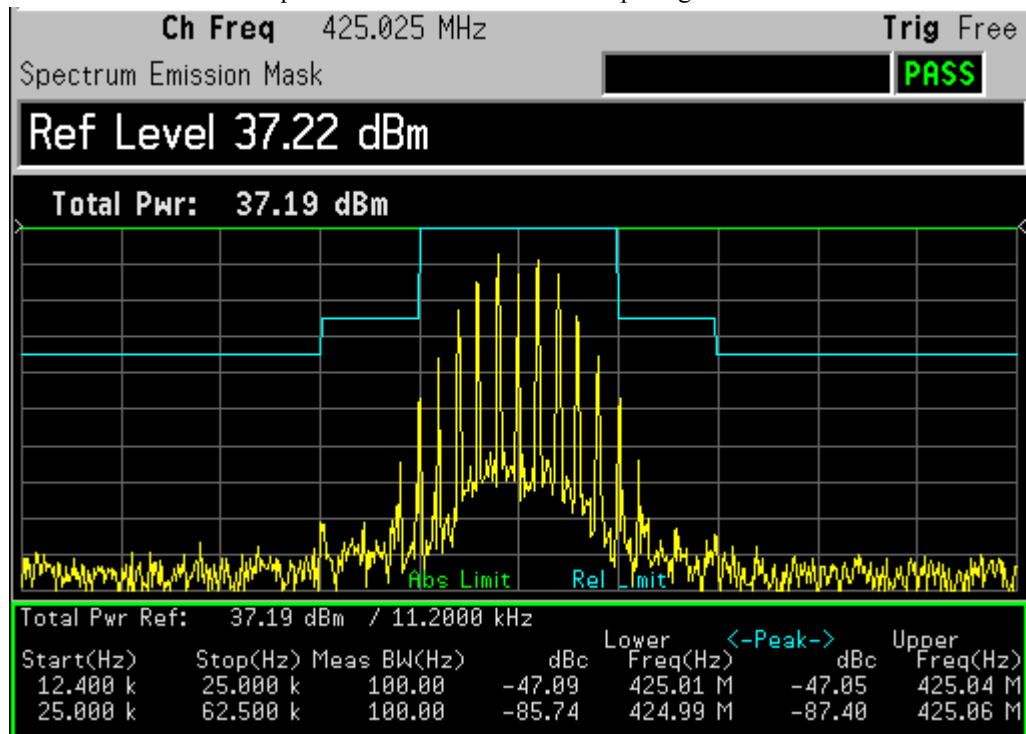 Ch Freq 425.025 MHz Trig Free
Spectrum Emission Mask PASS
Ref Level 37.22 dBm
Total Pwr: 37.19 dBm
Abs Limit Rel Limit
Total Pwr Ref: 37.19 dBm / 11.2000 kHz
Lower <-Peak-> Upper
Start(Hz) Stop(Hz) Meas BW(Hz) dBc Freq(Hz) dBc Freq(Hz)
12.400 k 25.000 k 100.00 -47.09 425.01 M -47.05 425.04 M
25.000 k 62.500 k 100.00 -85.74 424.99 M -87.40 425.06 M